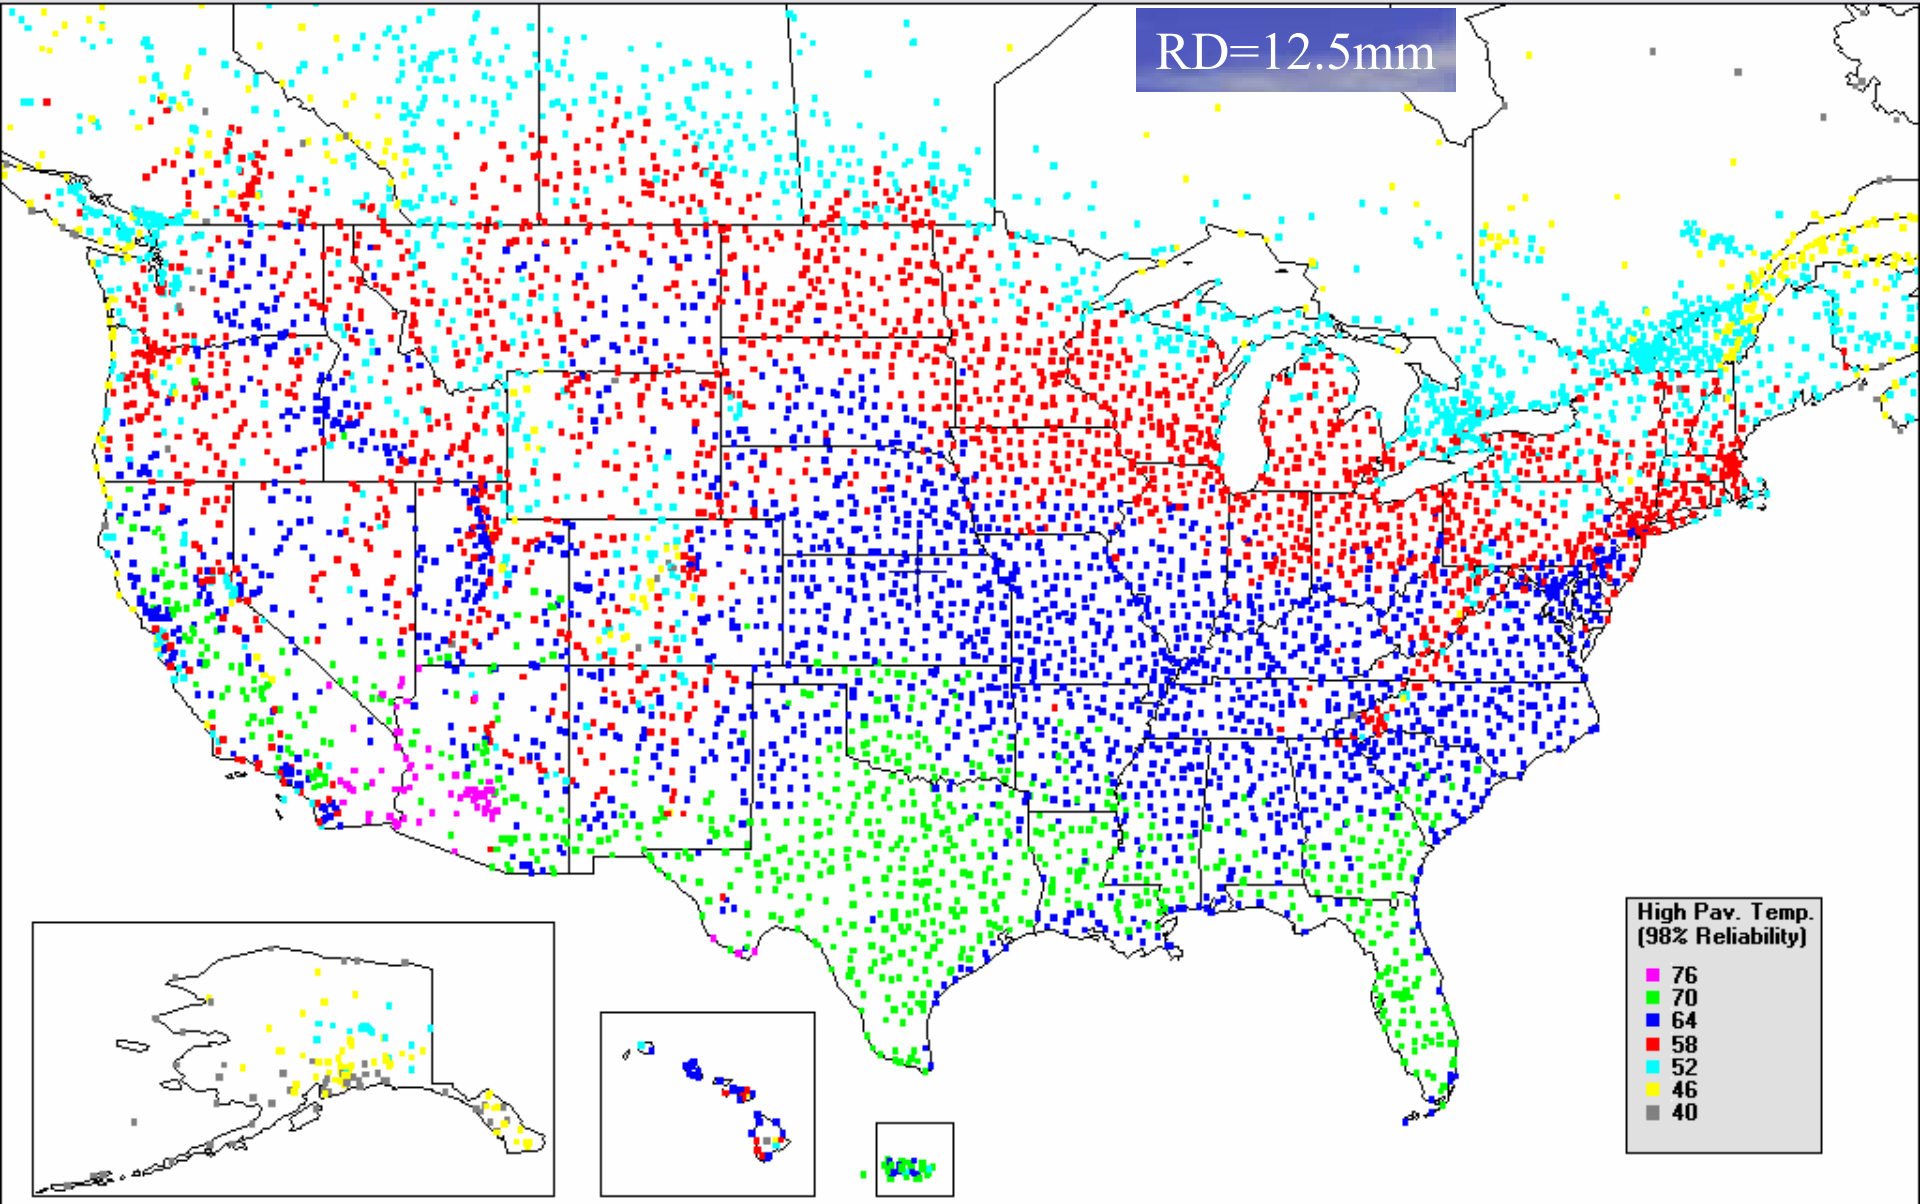 RD=12.5mm
High Pav. Temp.
(98% Reliability)
76
70
64
58
52
46
40